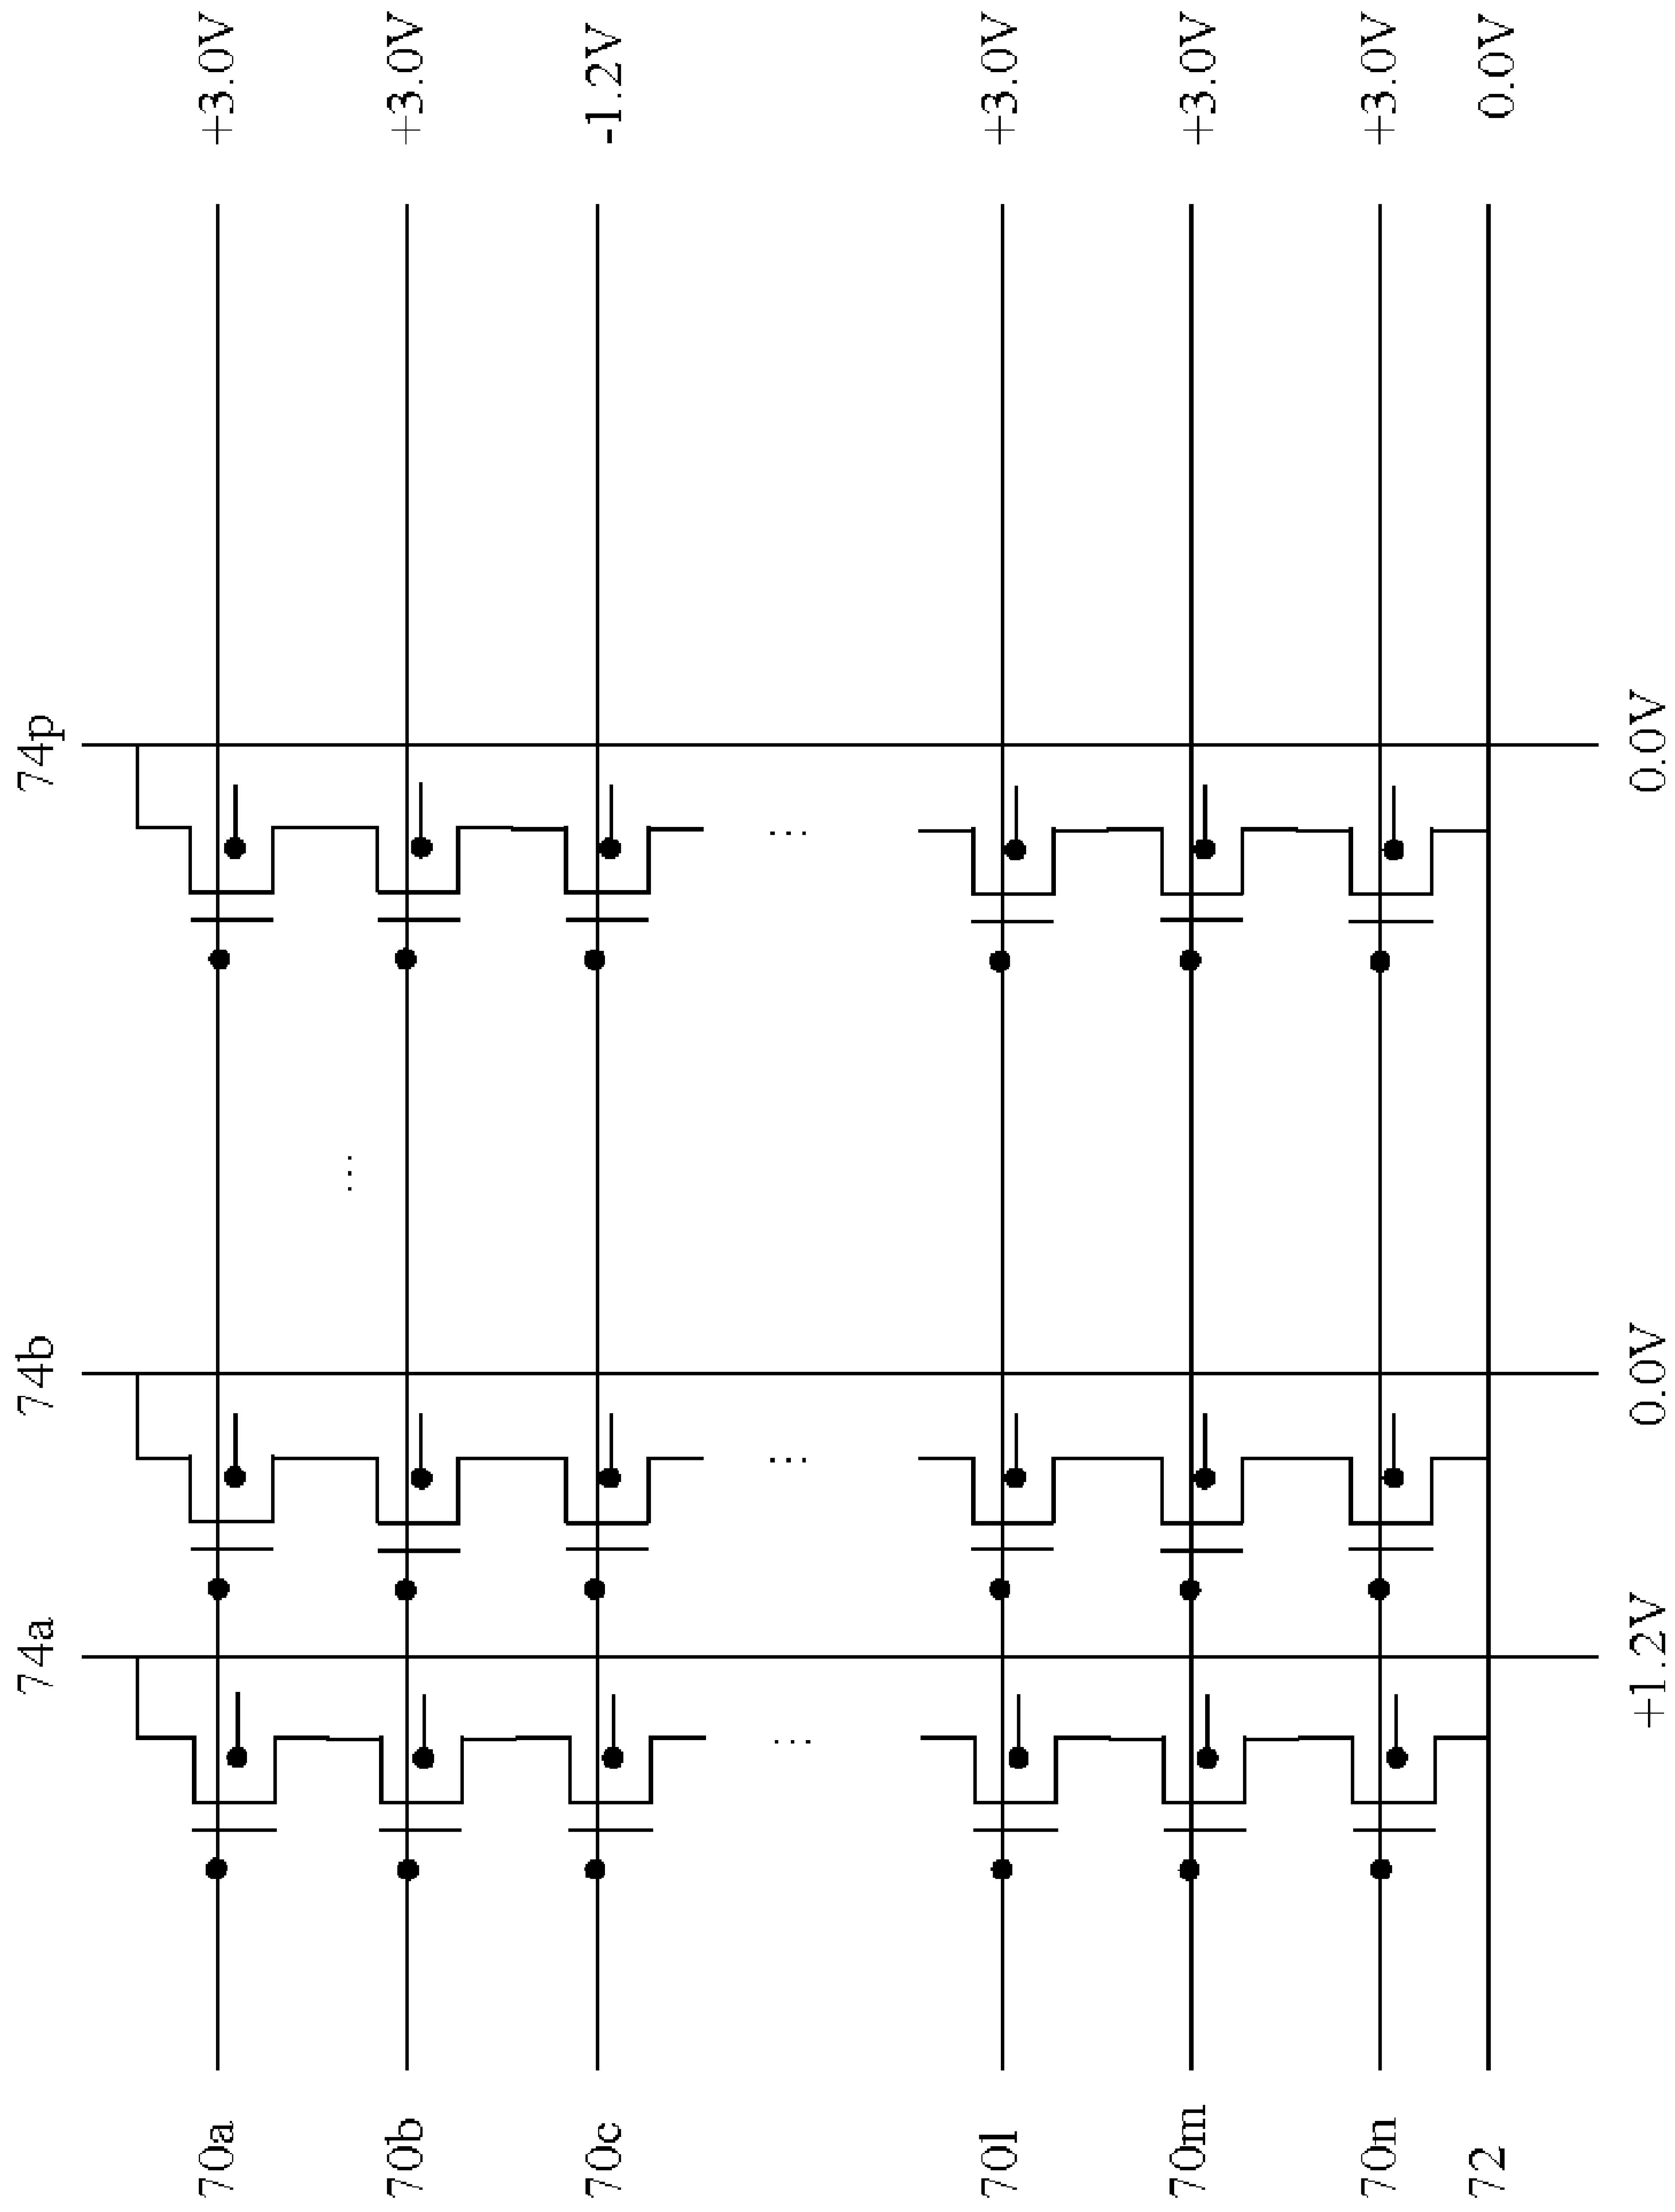 74a 74b ... 74p
70a +3.0V
70b +3.0V
70c -1.2V
... ... ...
70l +3.0V
70m +3.0V
70n +3.0V
72 0.0V
+1.2V 0.0V 0.0V